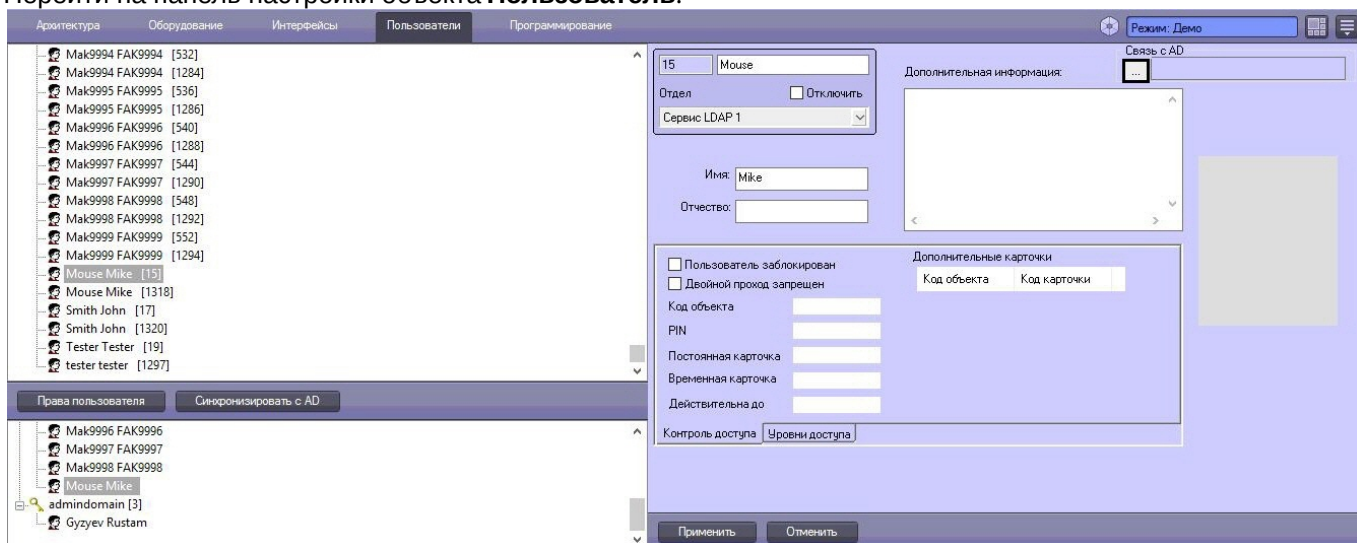 Перейти на панель настройки объекта Пользователь.
Архитектура Оборудование Интерфейсы Пользователи Программирование Режим: Демо
Mak9994 FAK9994 [532]
Mak9994 FAK9994 [1284]
Mak9995 FAK9995 [536]
Mak9995 FAK9995 [1286]
Mak9996 FAK9996 [540]
Mak9996 FAK9996 [1288]
Mak9997 FAK9997 [544]
Mak9997 FAK9997 [1290]
Mak9998 FAK9998 [548]
Mak9998 FAK9998 [1292]
Mak9999 FAK9999 [552]
Mak9999 FAK9999 [1294]
Mouse Mike [15]
Mouse Mike [1318]
Smith John [17]
Smith John [1320]
Tester Tester [19]
tester tester [1297]
Права пользователя Синхронизировать с AD
Mak9996 FAK9996
Mak9997 FAK9997
Mak9998 FAK9998
Mouse Mike
admindomain [3]
Gyzyev Rustam
15 Mouse
Отдел Отключить
Сервис LDAP 1
Имя: Mike
Отчество:
Дополнительная информация:
Связь с AD
...
Пользователь заблокирован
Двойной проход запрещен
Код объекта
PIN
Постоянная карточка
Временная карточка
Действительна до
Дополнительные карточки
Код объекта Код карточки
Контроль доступа Уровни доступа
Применить Отменить